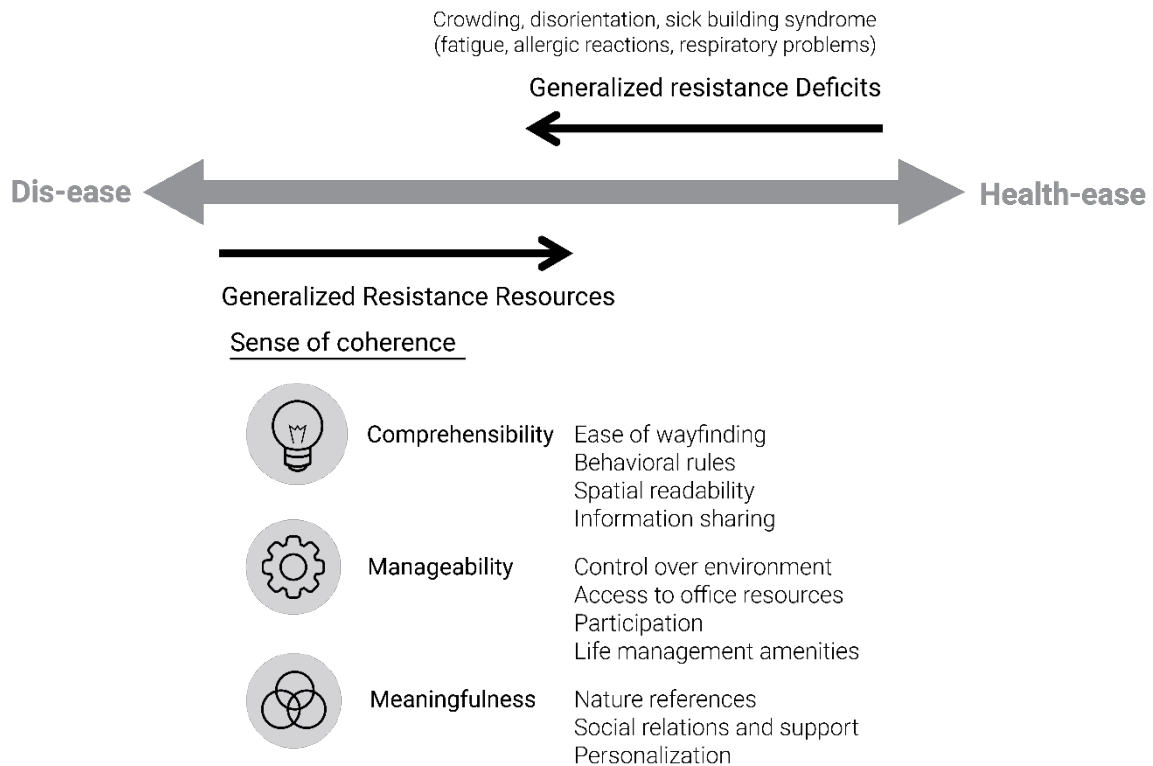 Crowding, disorientation, sick building syndrome
(fatigue, allergic reactions, respiratory problems)
Generalized resistance Deficits
Dis-ease
Health-ease
Generalized Resistance Resources
Sense of coherence
Comprehensibility
Ease of wayfinding
Behavioral rules
Spatial readability
Information sharing
Manageability
Control over environment
Access to office resources
Participation
Life management amenities
Meaningfulness
Nature references
Social relations and support
Personalization